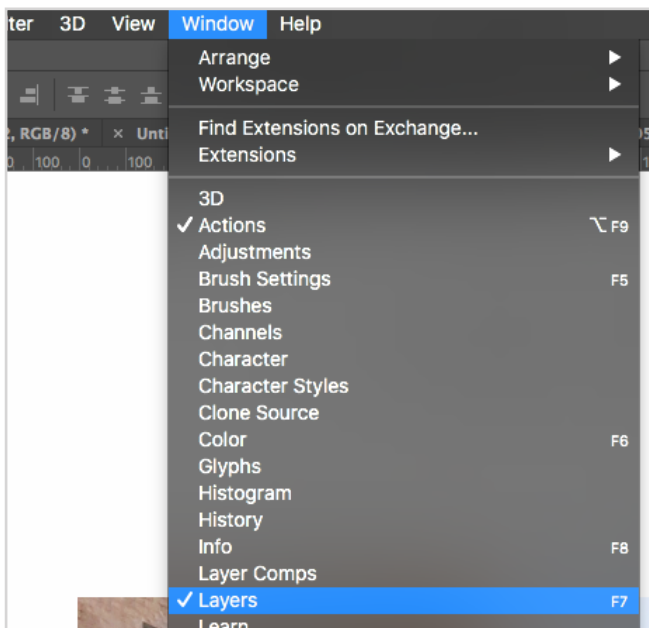 ter 3D View Window Help
Arrange ▶
Workspace ▶
, RGB/8) * × Unti
Find Extensions on Exchange...
Extensions ▶
100 0 100
3D
✓ Actions ⌥ F9
Adjustments
Brush Settings F5
Brushes
Channels
Character
Character Styles
Clone Source
Color F6
Glyphs
Histogram
History
Info F8
Layer Comps
✓ Layers F7
Learn